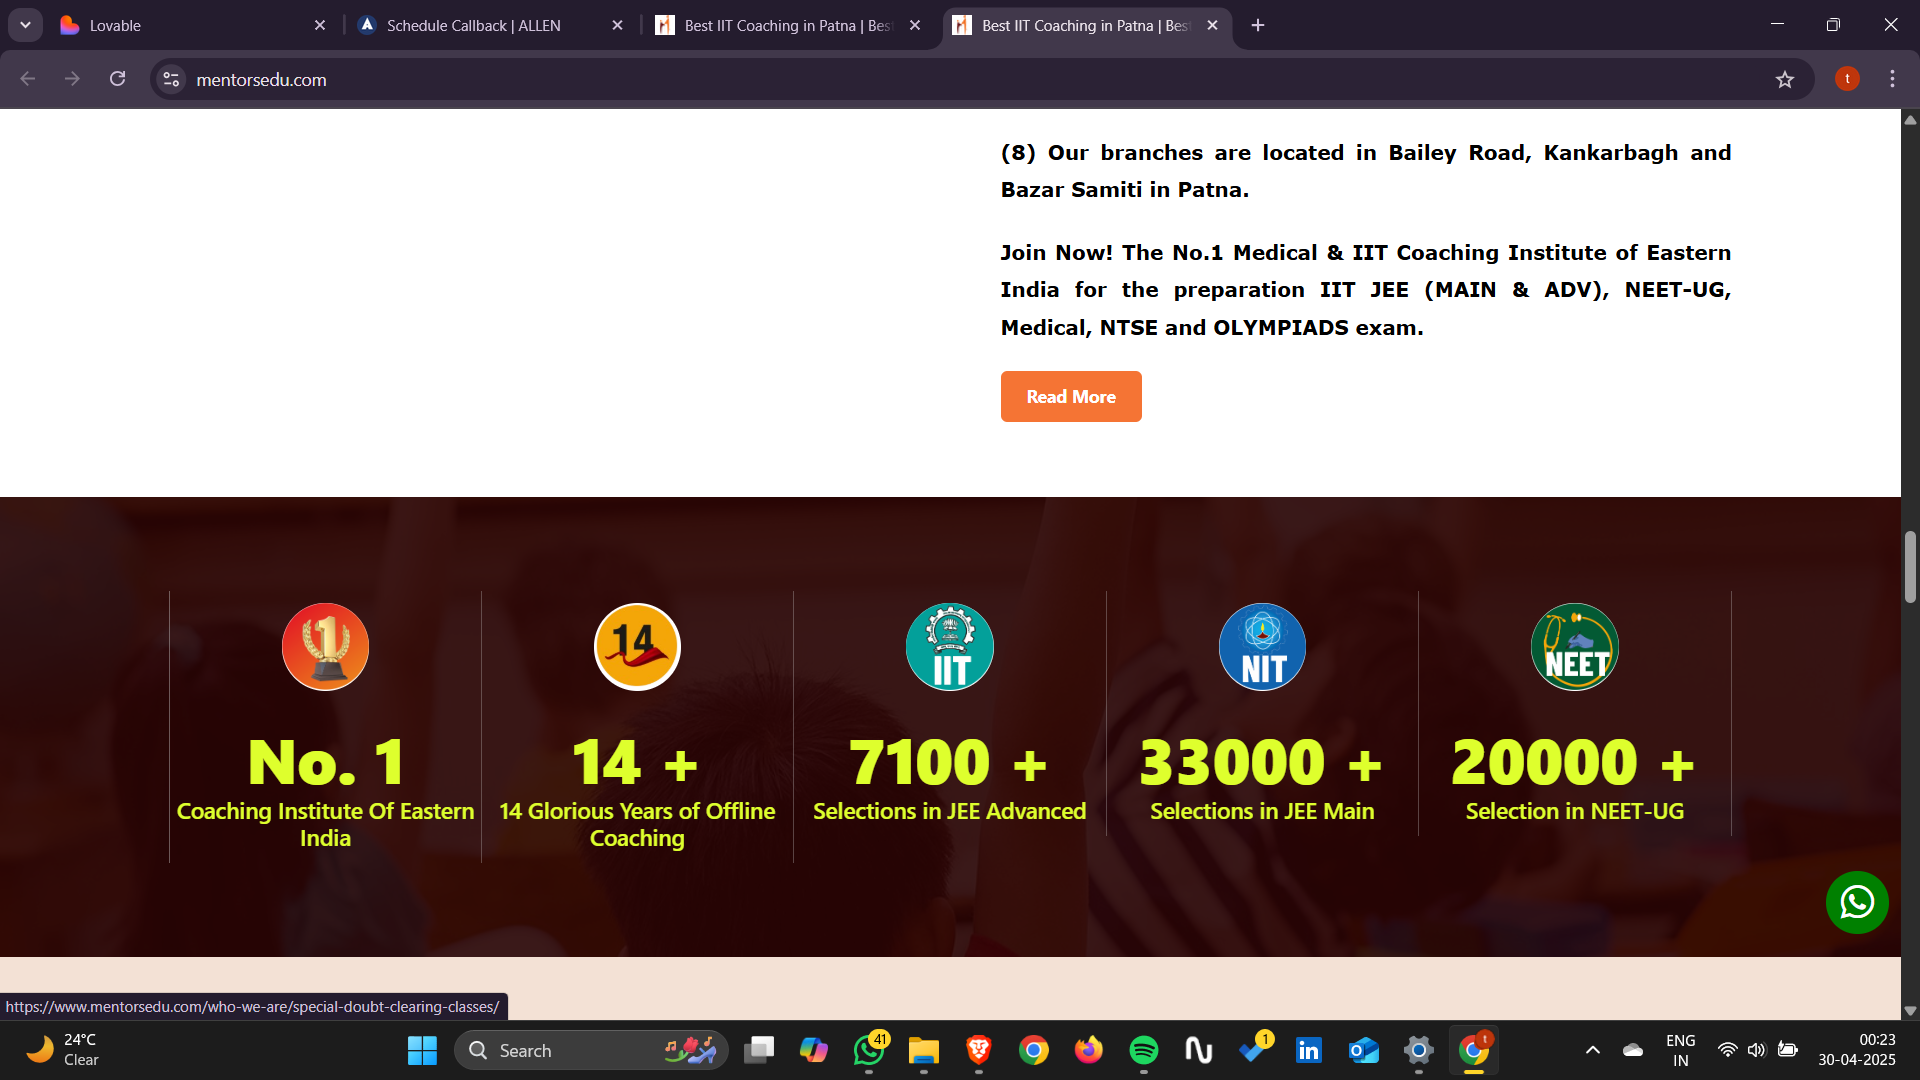 Lovable
Schedule Callback | ALLEN
Best IIT Coaching in Patna | Bes
Best IIT Coaching in Patna | Bes
mentorsedu.com
t
(8) Our branches are located in Bailey Road, Kankarbagh and
Bazar Samiti in Patna.
Join Now! The No.1 Medical & IIT Coaching Institute of Eastern
India for the preparation IIT JEE (MAIN & ADV), NEET-UG,
Medical, NTSE and OLYMPIADS exam.
Read More
1
14
IIT
NIT
NEET
No. 1
14 +
7100 +
33000 +
20000 +
Coaching Institute Of Eastern
India
14 Glorious Years of Offline
Coaching
Selections in JEE Advanced
Selections in JEE Main
Selection in NEET-UG
https://www.mentorsedu.com/who-we-are/special-doubt-clearing-classes/
24°C
Clear
Search
41
1
in
t
ENG
IN
00:23
30-04-2025